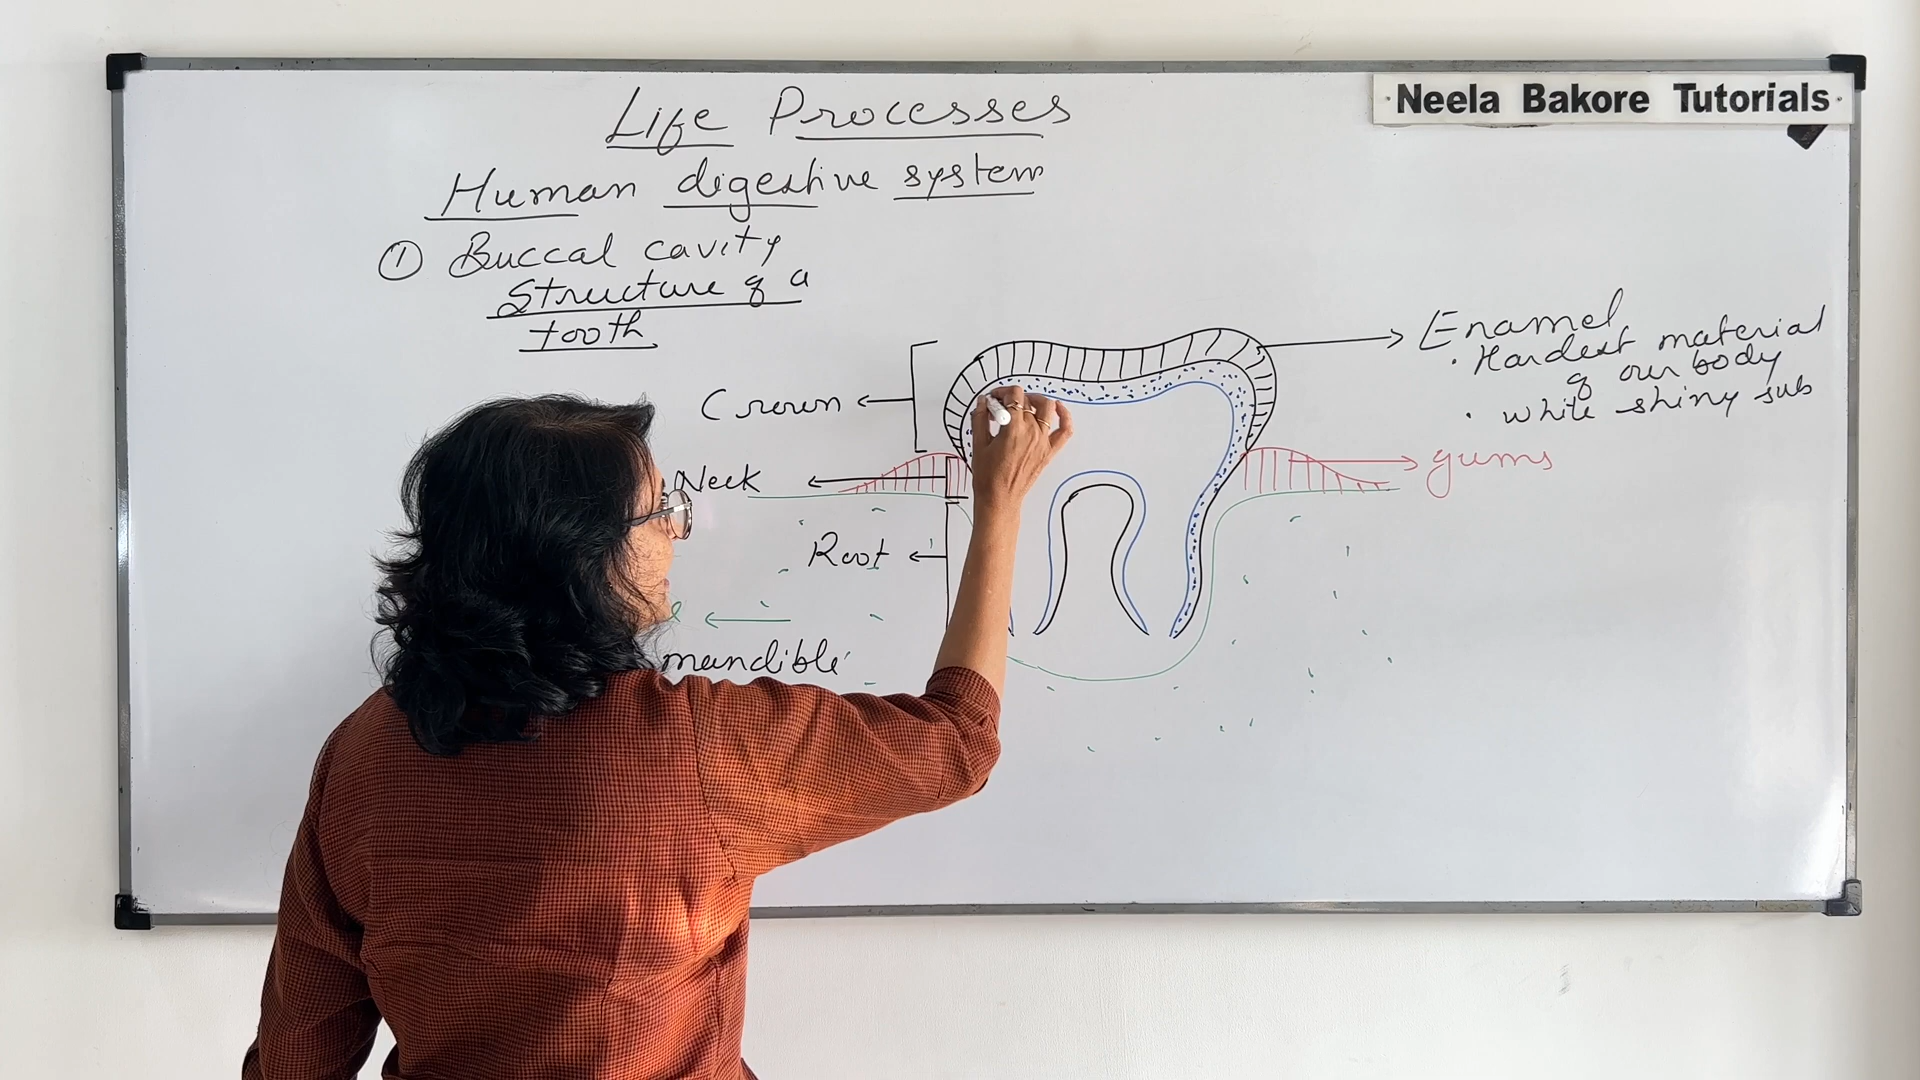 Neela Bakore Tutorials
Life Processes
Human digestive system
① Buccal cavity
Structure of a
tooth
Enamel
· Hardest material
of our body
· white shiny sub
Crown
gums
Neck
Root
mandible